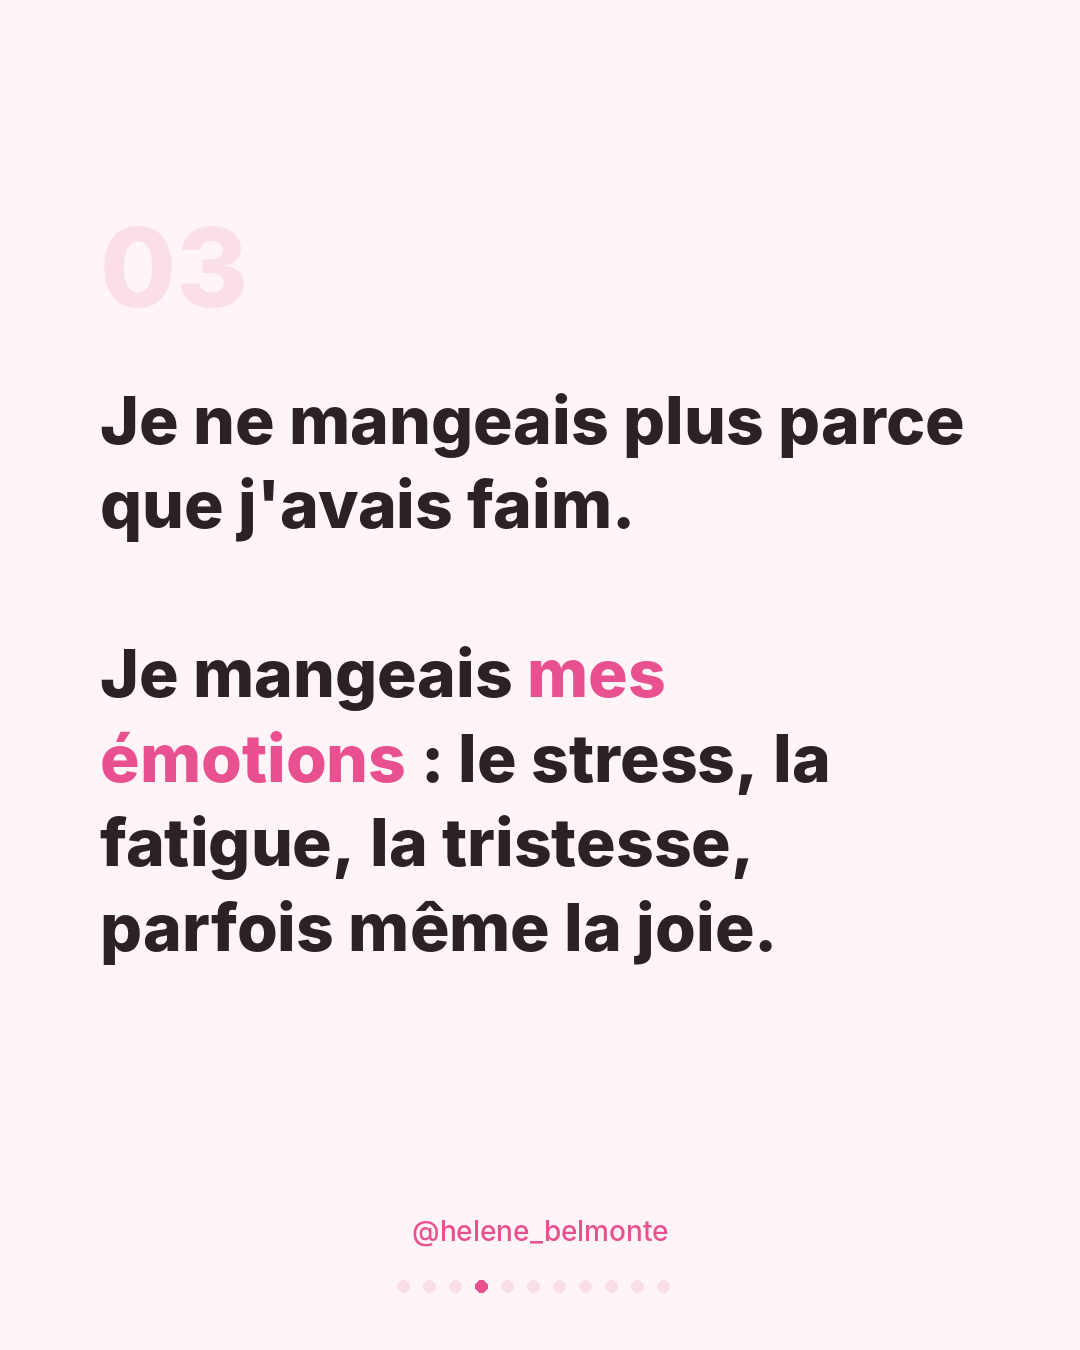 03
Je ne mangeais plus parce
que j'avais faim.
Je mangeais mes
émotions : le stress, la
fatigue, la tristesse,
parfois même la joie.
@helene_belmonte